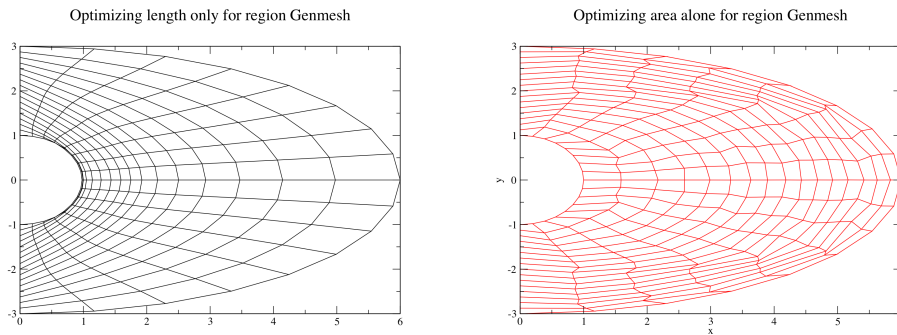 Optimizing length only for region Genmesh
3
2
1
0
-1
-2
-3
0 1 2 3 4 5 6
Optimizing area alone for region Genmesh
3
2
1
0
-1
-2
-3
y
0 1 2 3 4 5
x